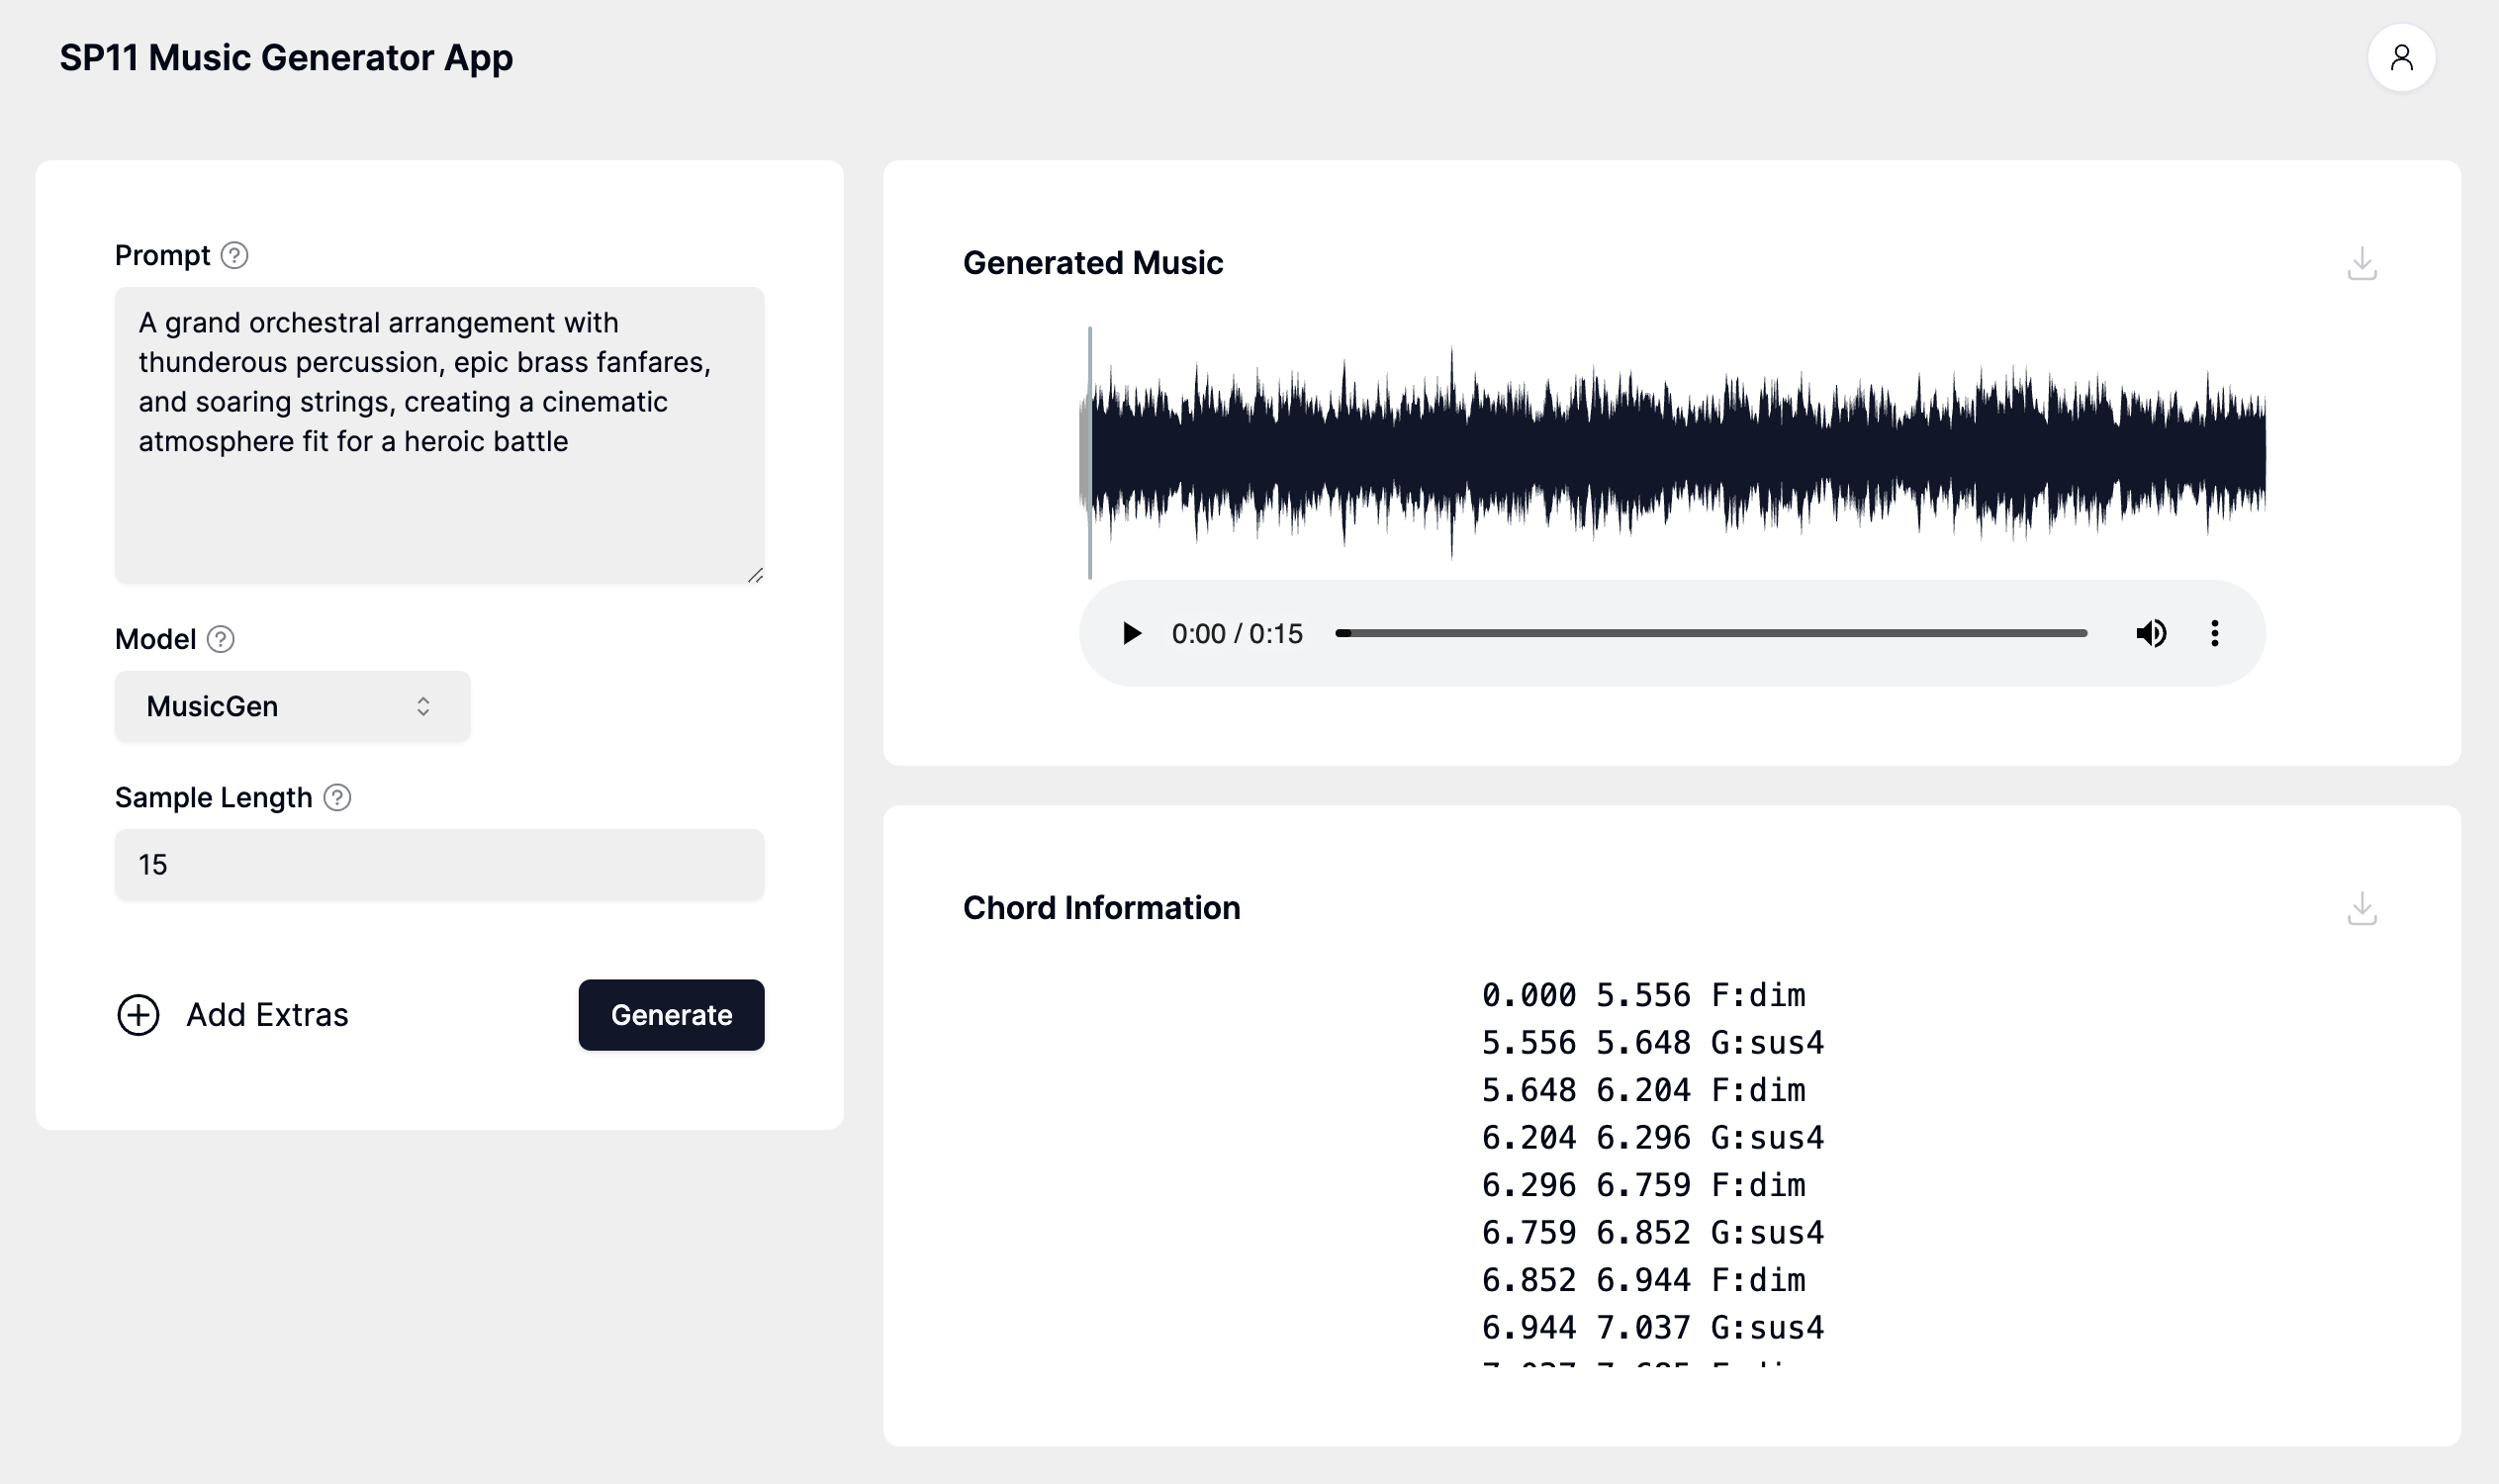 SP11 Music Generator App
Prompt
A grand orchestral arrangement with
thunderous percussion, epic brass fanfares,
and soaring strings, creating a cinematic
atmosphere fit for a heroic battle
Model
MusicGen
Sample Length
15
Add Extras
Generate
Generated Music
0:00 / 0:15
Chord Information
0.000 5.556 F:dim
5.556 5.648 G:sus4
5.648 6.204 F:dim
6.204 6.296 G:sus4
6.296 6.759 F:dim
6.759 6.852 G:sus4
6.852 6.944 F:dim
6.944 7.037 G:sus4